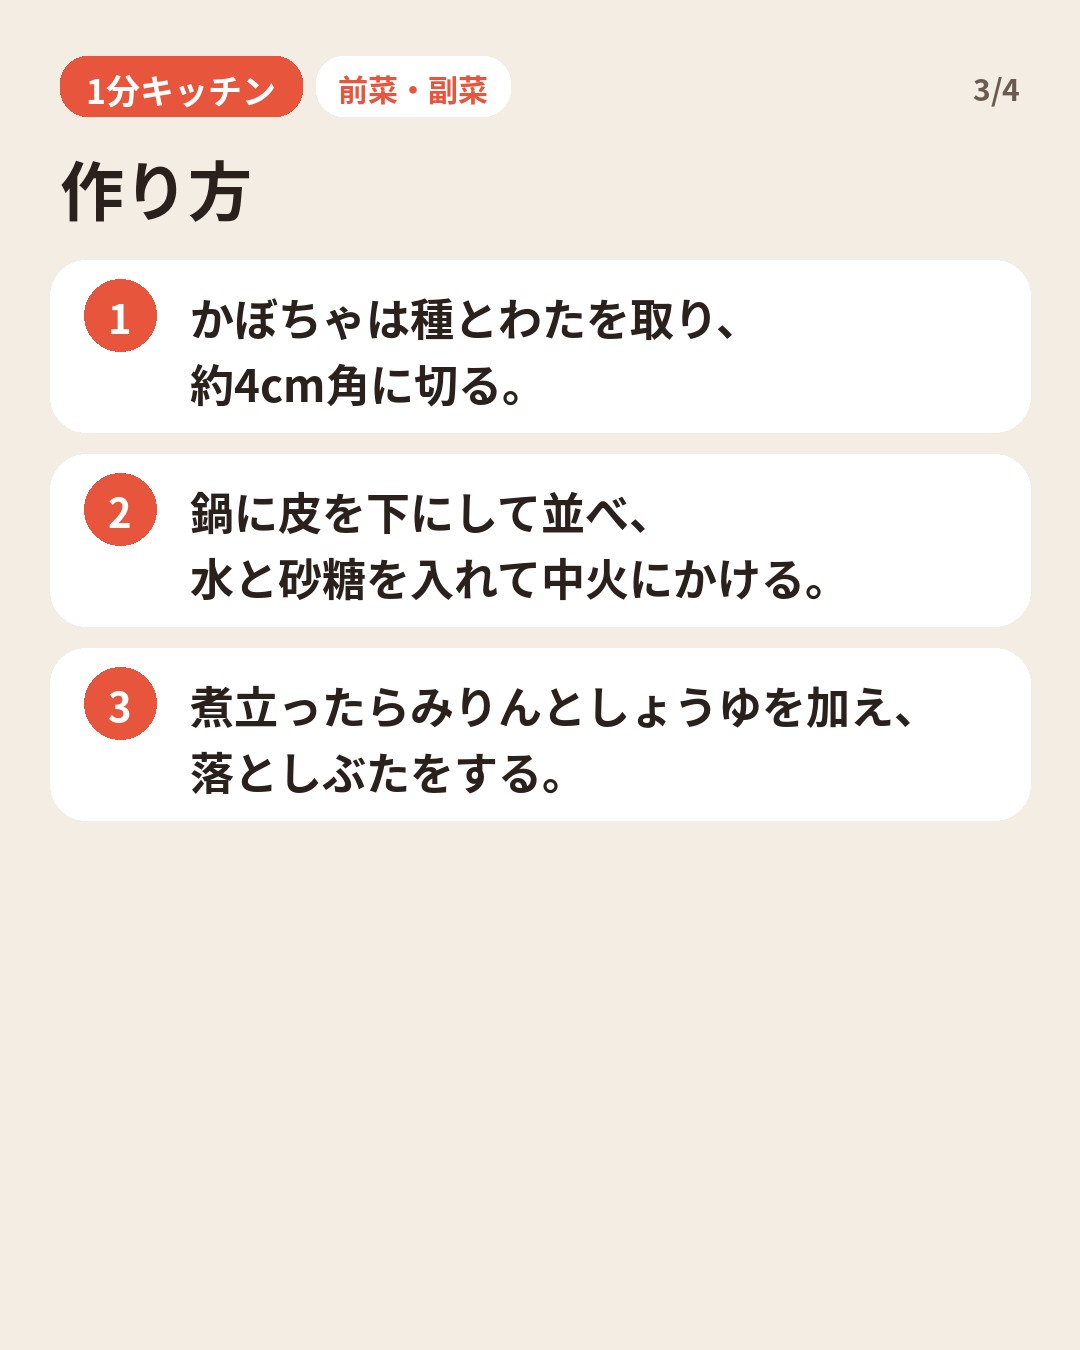 1分キッチン
前菜・副菜
3/4
作り方
1
かぼちゃは種とわたを取り、
約4cm角に切る。
2
鍋に皮を下にして並べ、
水と砂糖を入れて中火にかける。
3
煮立ったらみりんとしょうゆを加え、
落としぶたをする。